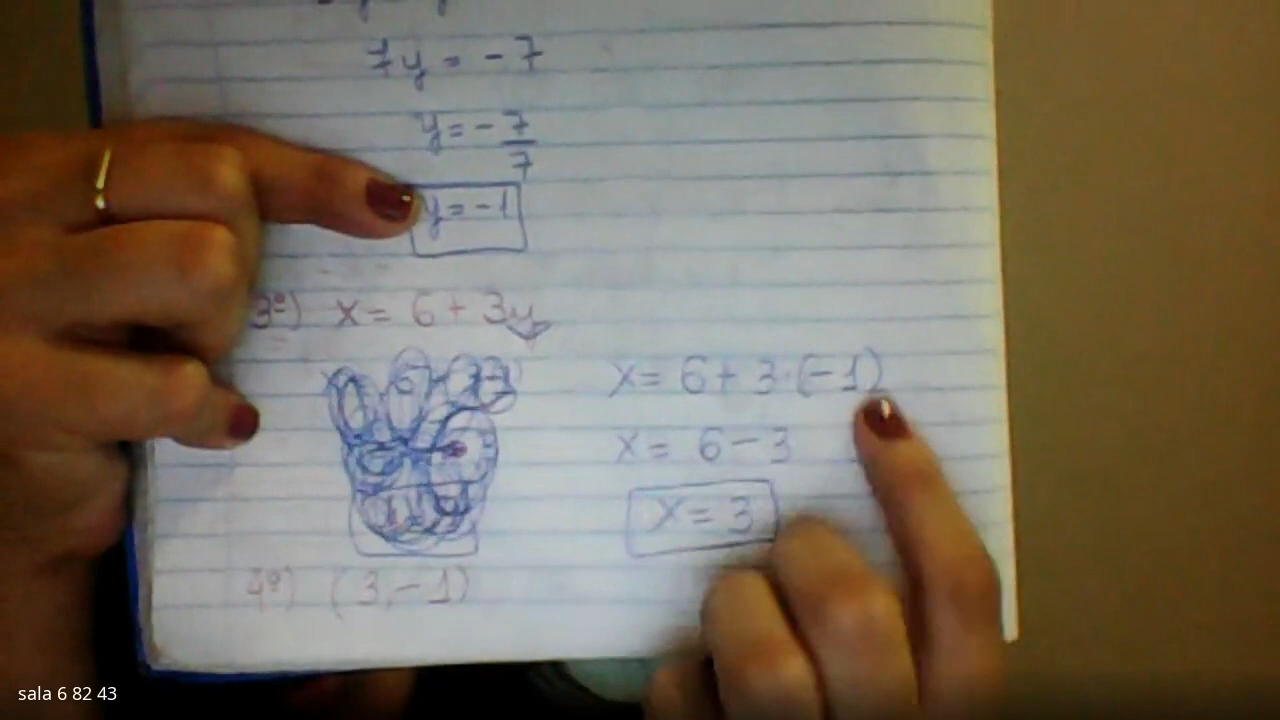 7y = -7
y = - 7
7
y = -1
3º) x = 6 + 3y
x = 6 + 3·(-1)
x = 6 - 3
x = 3
4º) (3, -1)
sala 6 82 43